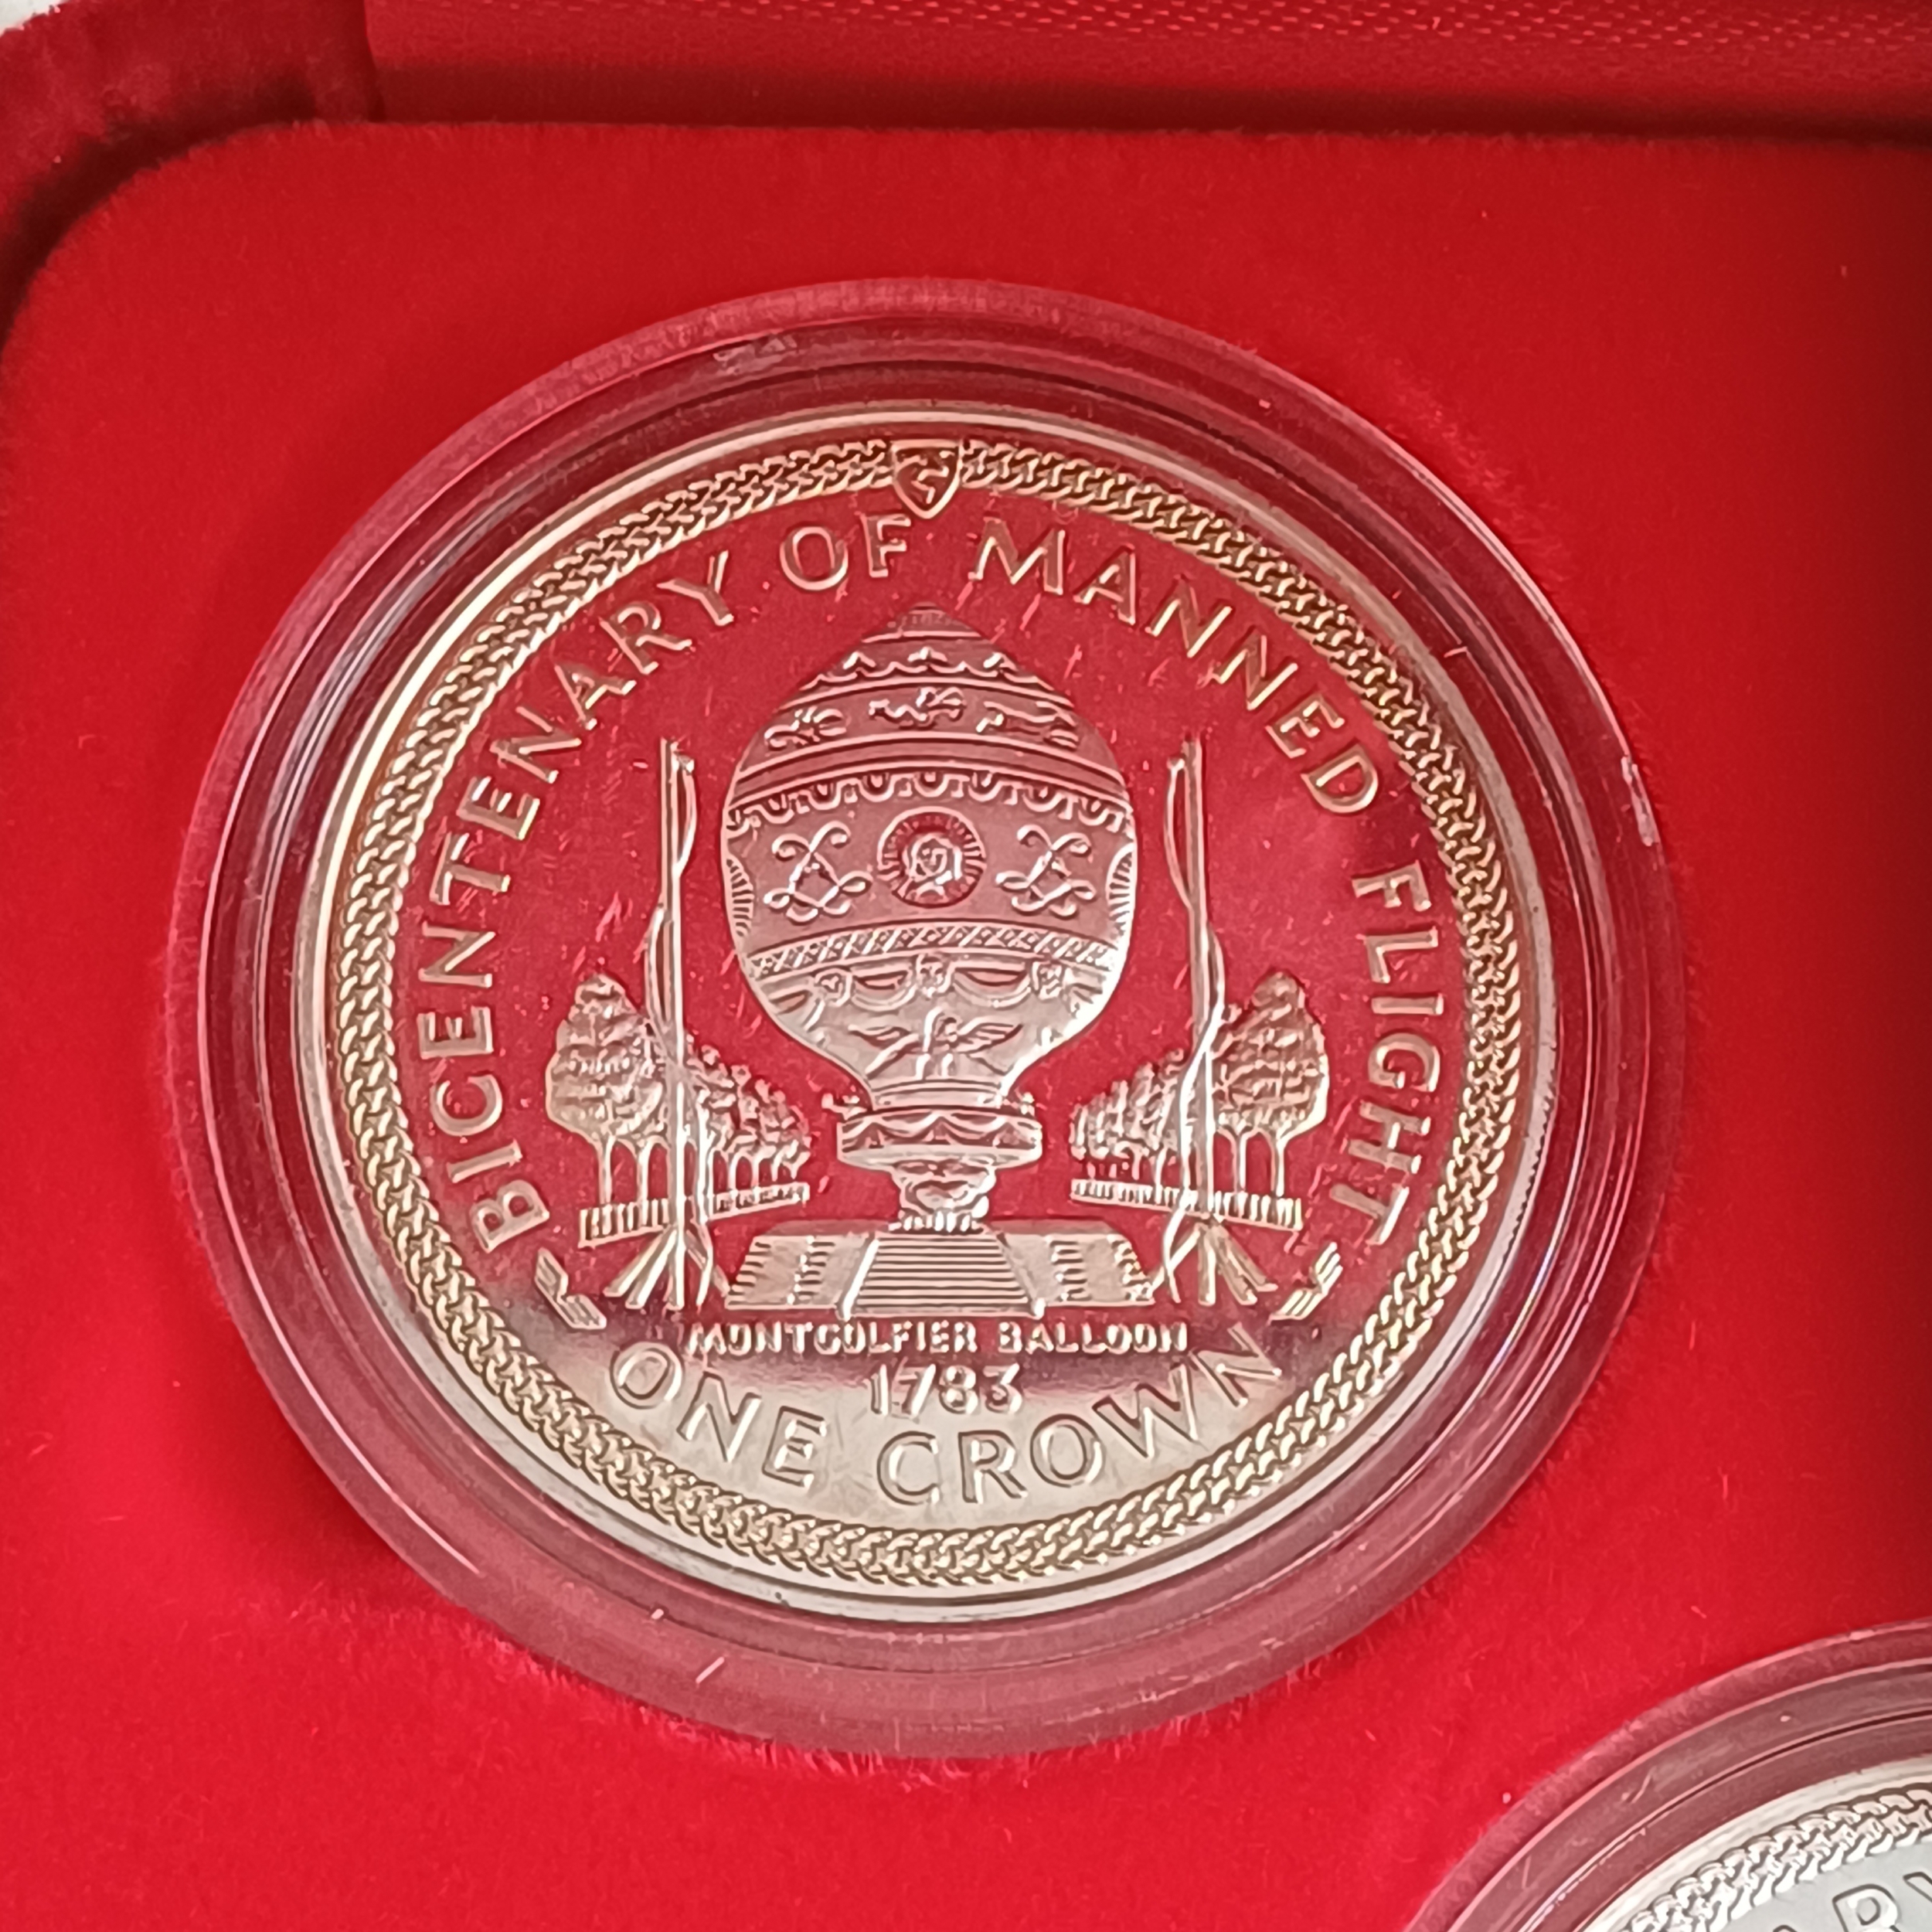 BICENTENARY OF MANNED FLIGHT
MONTGOLFIER BALLOON
1783
ONE CROWN